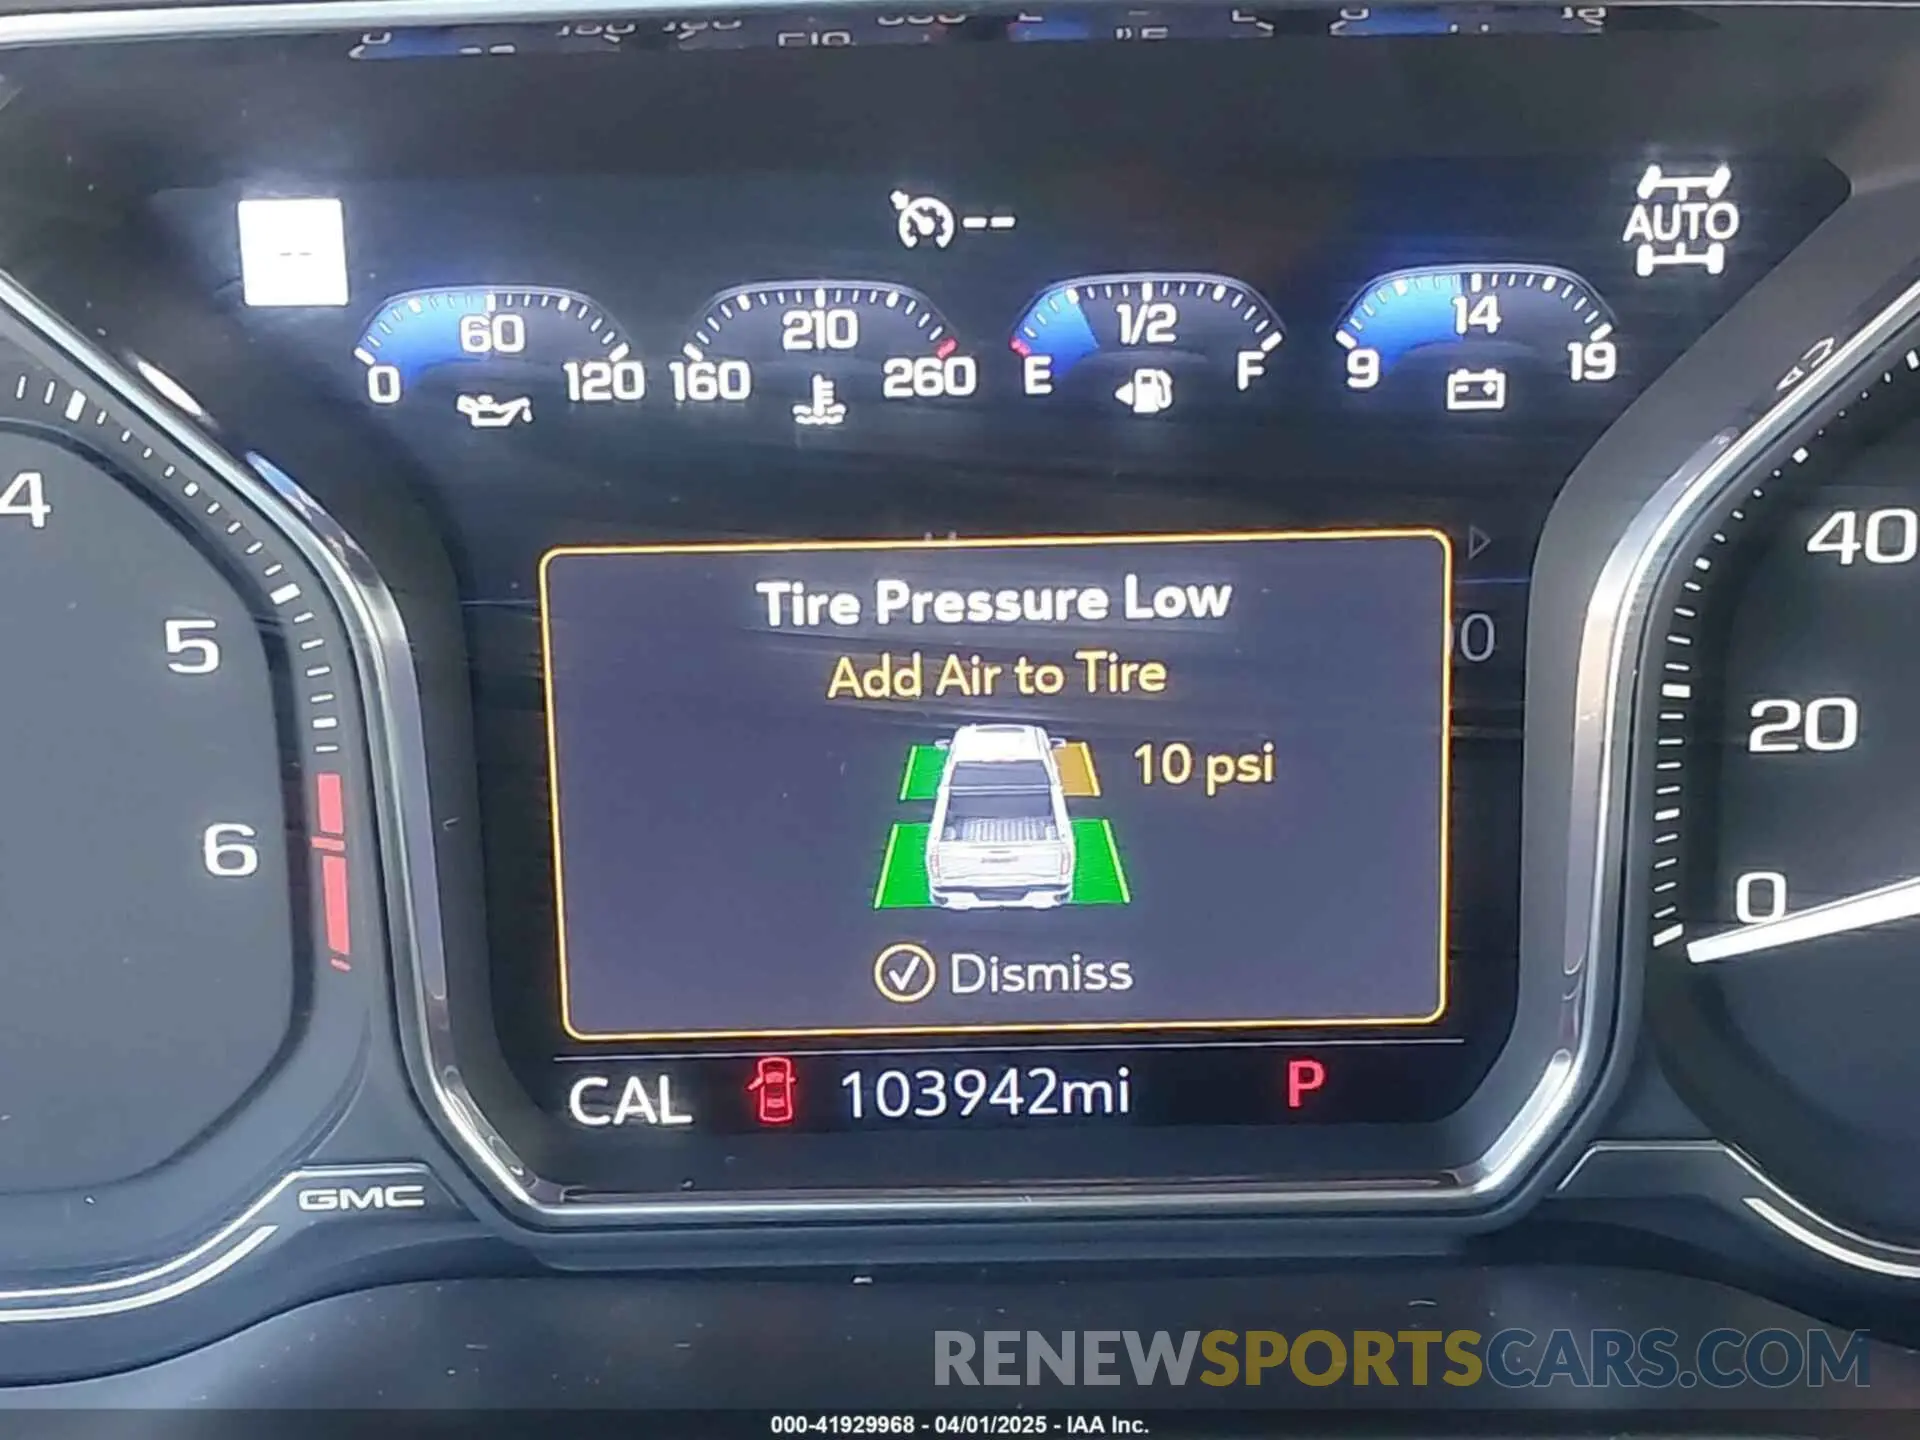 --
--
AUTO
60
0
120
210
160
260
1/2
E
F
14
9
19
4
5
6
40
20
0
Tire Pressure Low
Add Air to Tire
10 psi
Dismiss
CAL
103942mi
P
GMC
RENEWSPORTSCARS.COM
000-41929968 - 04/01/2025 - IAA Inc.